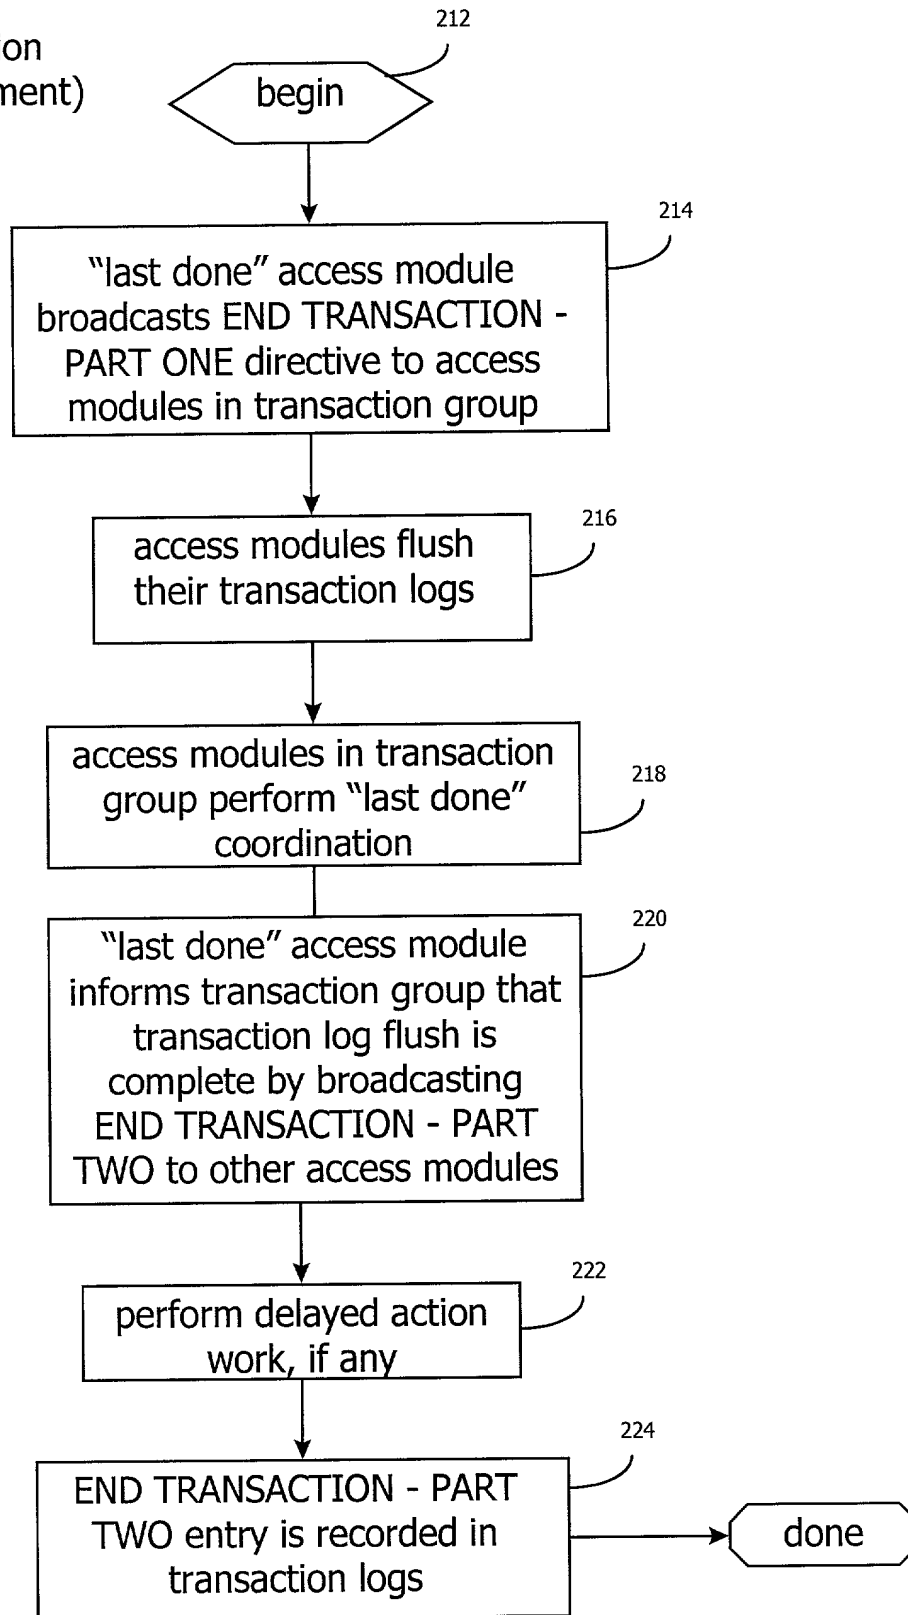 212
on
ment)
begin
214
“last done” access module
broadcasts END TRANSACTION -
PART ONE directive to access
modules in transaction group
216
access modules flush
their transaction logs
access modules in transaction
group perform “last done”
coordination
218
220
“last done” access module
informs transaction group that
transaction log flush is
complete by broadcasting
END TRANSACTION - PART
TWO to other access modules
222
perform delayed action
work, if any
224
END TRANSACTION - PART
TWO entry is recorded in
transaction logs
done